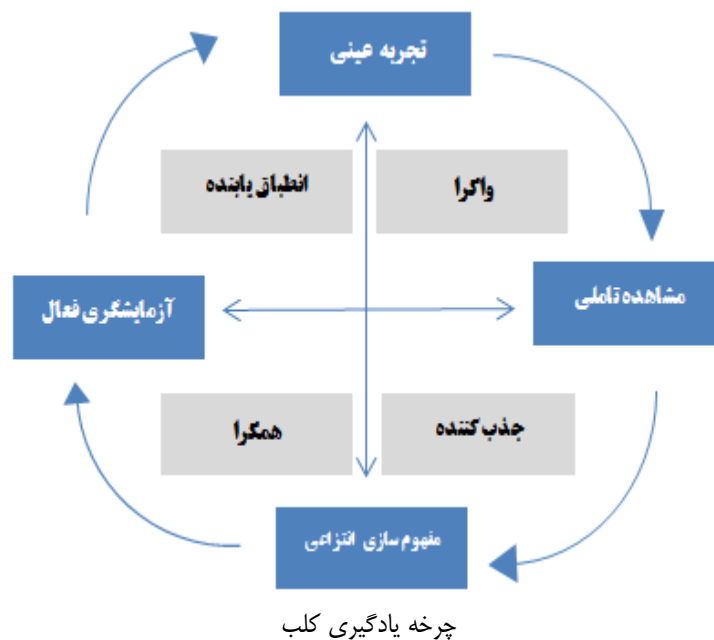 تجربه عینی
انطباق یابنده
واگرا
آزمایشگری فعال
مشاهده تاملی
همگرا
جذب کننده
مفهوم سازی انتزاعی
چرخه یادگیری کلب